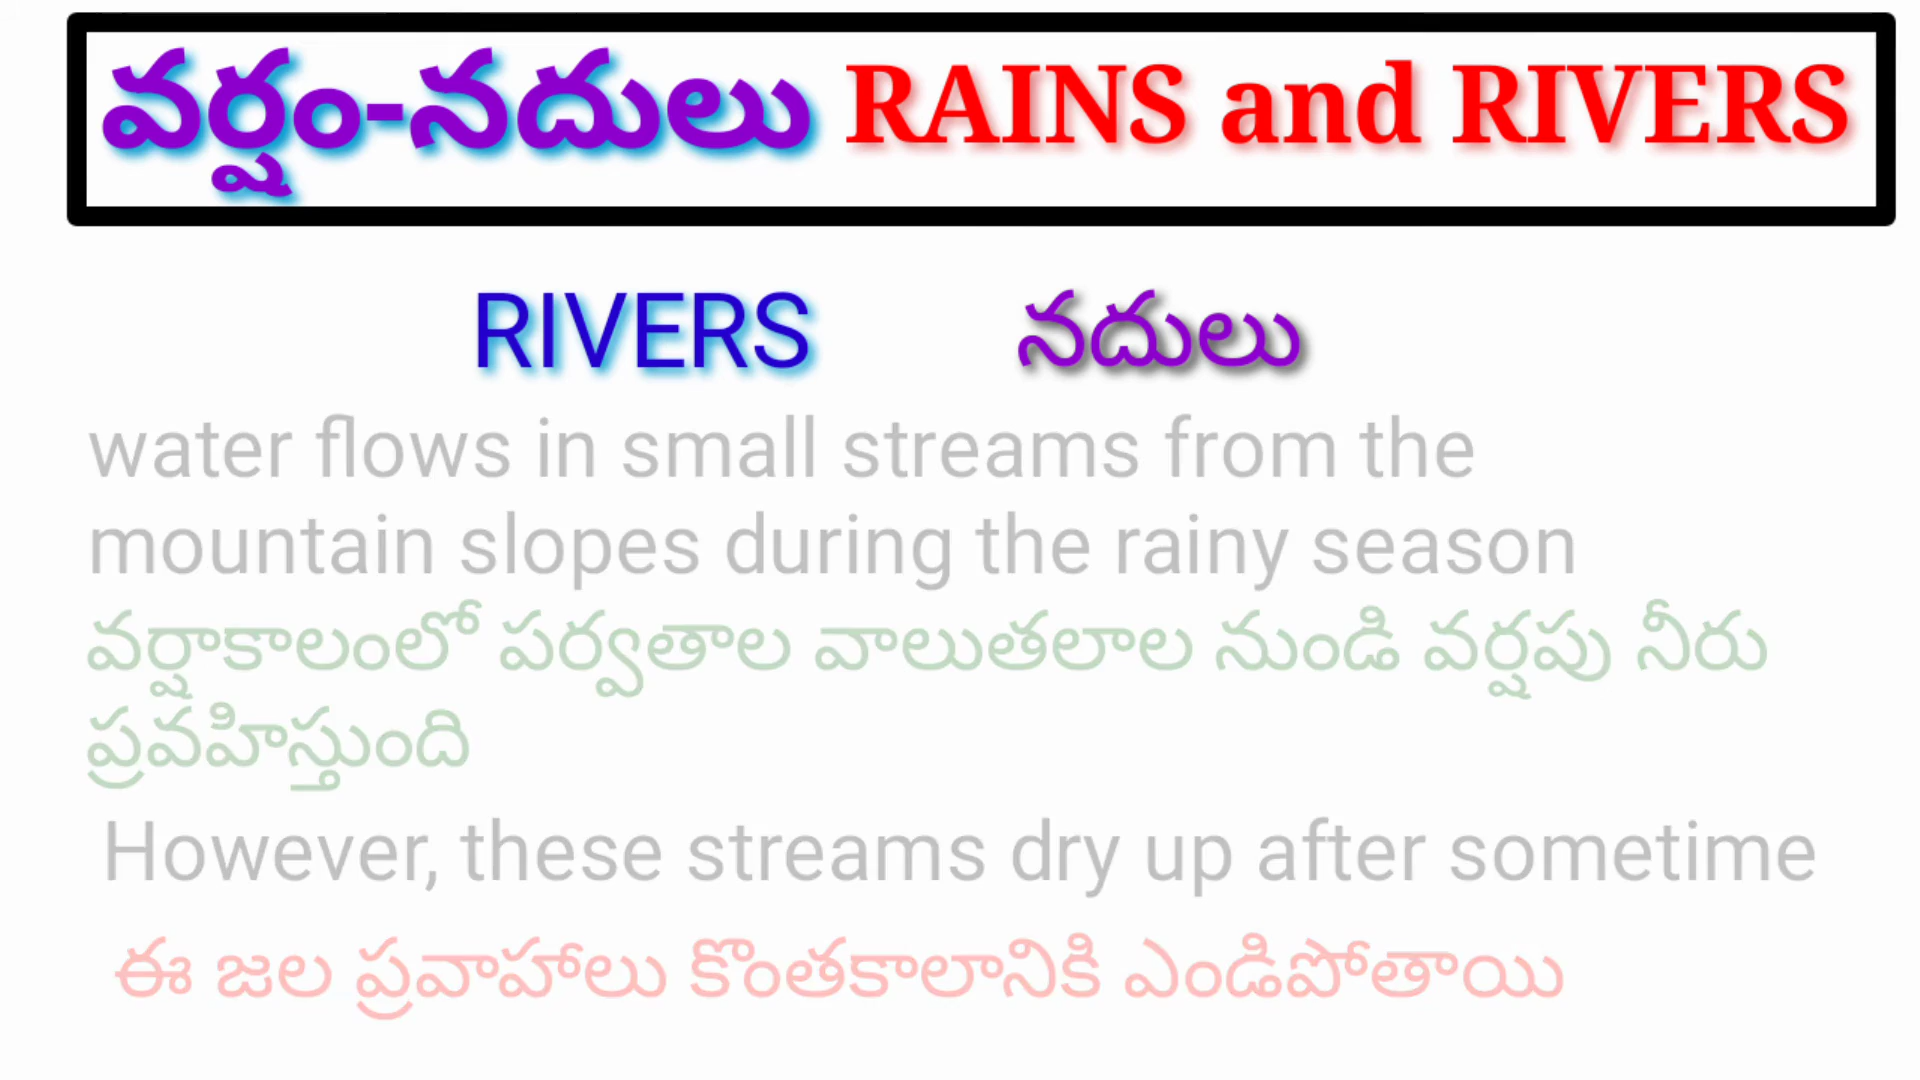 వర్షం-నదులు RAINS and RIVERS
RIVERS నదులు
water flows in small streams from the
mountain slopes during the rainy season
వర్షాకాలంలో పర్వతాల వాలుతలాల నుండి వర్షపు నీరు
ప్రవహిస్తుంది
However, these streams dry up after sometime
ఈ జల ప్రవాహాలు కొంతకాలానికి ఎండిపోతాయి